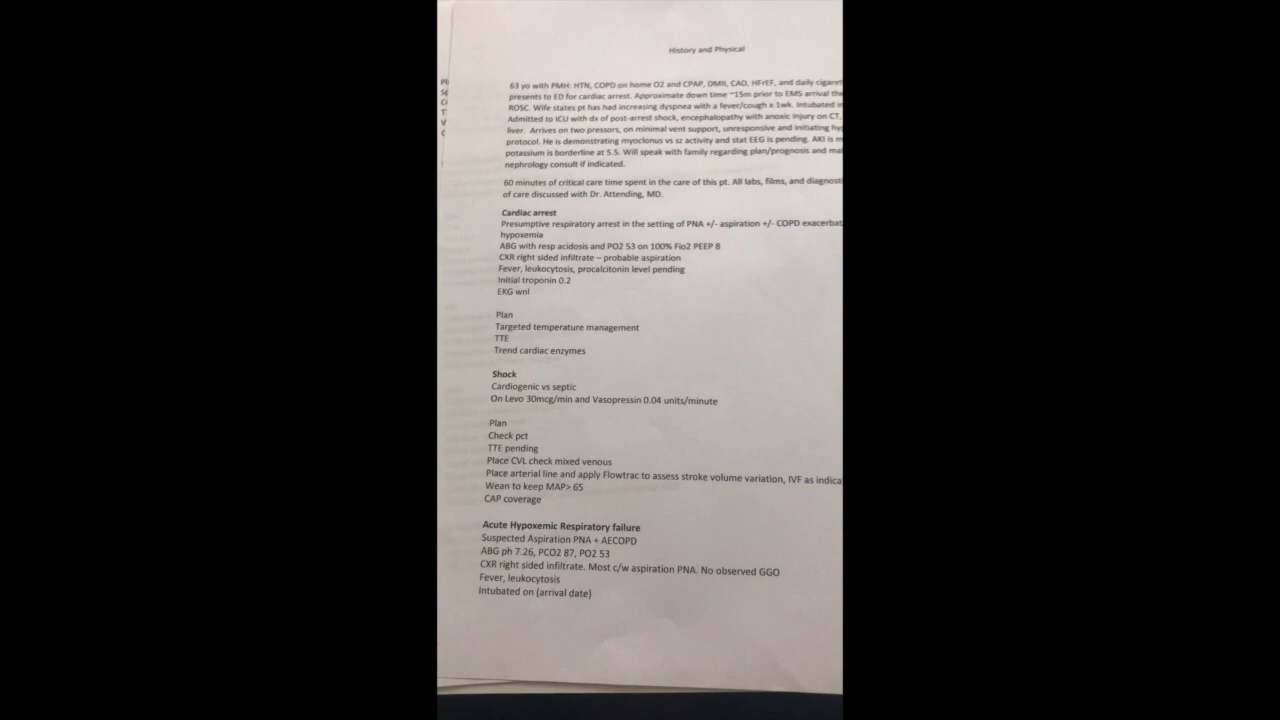 History and Physical
63 yo with PMH: HTN, COPD on home O2 and CPAP, DMII, CAD, HFrEF, and daily
presents to ED for cardiac arrest. Approximate down time ~15m prior to EMS arrival
ROSC. Wife states pt has had increasing dyspnea with a fever/cough x 1wk. Intubated
Admitted to ICU with dx of post-arrest shock, encephalopathy with anoxic injury on CT,
liver. Arrives on two pressors, on minimal vent support, unresponsive and initiating
protocol. He is demonstrating myoclonus vs sz activity and stat EEG is pending. AKI is
potassium is borderline at 5.5. Will speak with family regarding plan/prognosis and
nephrology consult if indicated.
60 minutes of critical care time spent in the care of this pt. All labs, films, and
of care discussed with Dr. Attending, MD.
Cardiac arrest
Presumptive respiratory arrest in the setting of PNA +/- aspiration +/- COPD
hypoxemia
ABG with resp acidosis and PO2 53 on 100% Fio2 PEEP 8
CXR right sided infiltrate – probable aspiration
Fever, leukocytosis, procalcitonin level pending
Initial troponin 0.2
EKG wnl
Plan
Targeted temperature management
TTE
Trend cardiac enzymes
Shock
Cardiogenic vs septic
On Levo 30mcg/min and Vasopressin 0.04 units/minute
Plan
Check pct
TTE pending
Place CVL check mixed venous
Place arterial line and apply Flowtrac to assess stroke volume variation, IVF as
Wean to keep MAP> 65
CAP coverage
Acute Hypoxemic Respiratory failure
Suspected Aspiration PNA + AECOPD
ABG ph 7.26, PCO2 87, PO2 53
CXR right sided infiltrate. Most c/w aspiration PNA. No observed GGO
Fever, leukocytosis
Intubated on (arrival date)